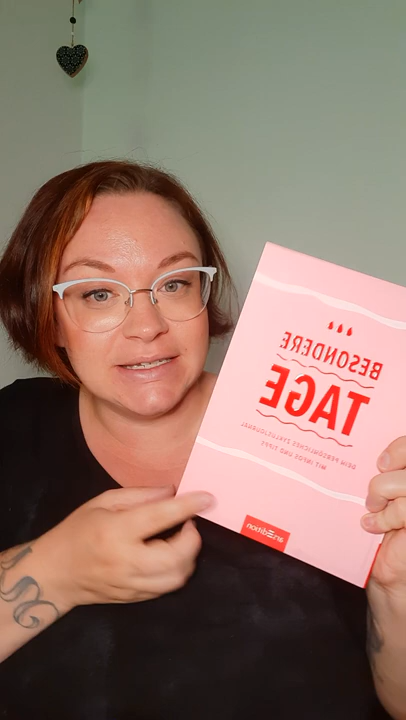 BESONDERE
TAGE
DEIN PERSÖNLICHES ZYKLUSJOURNAL
MIT INFOS UND TIPPS
arsEdition